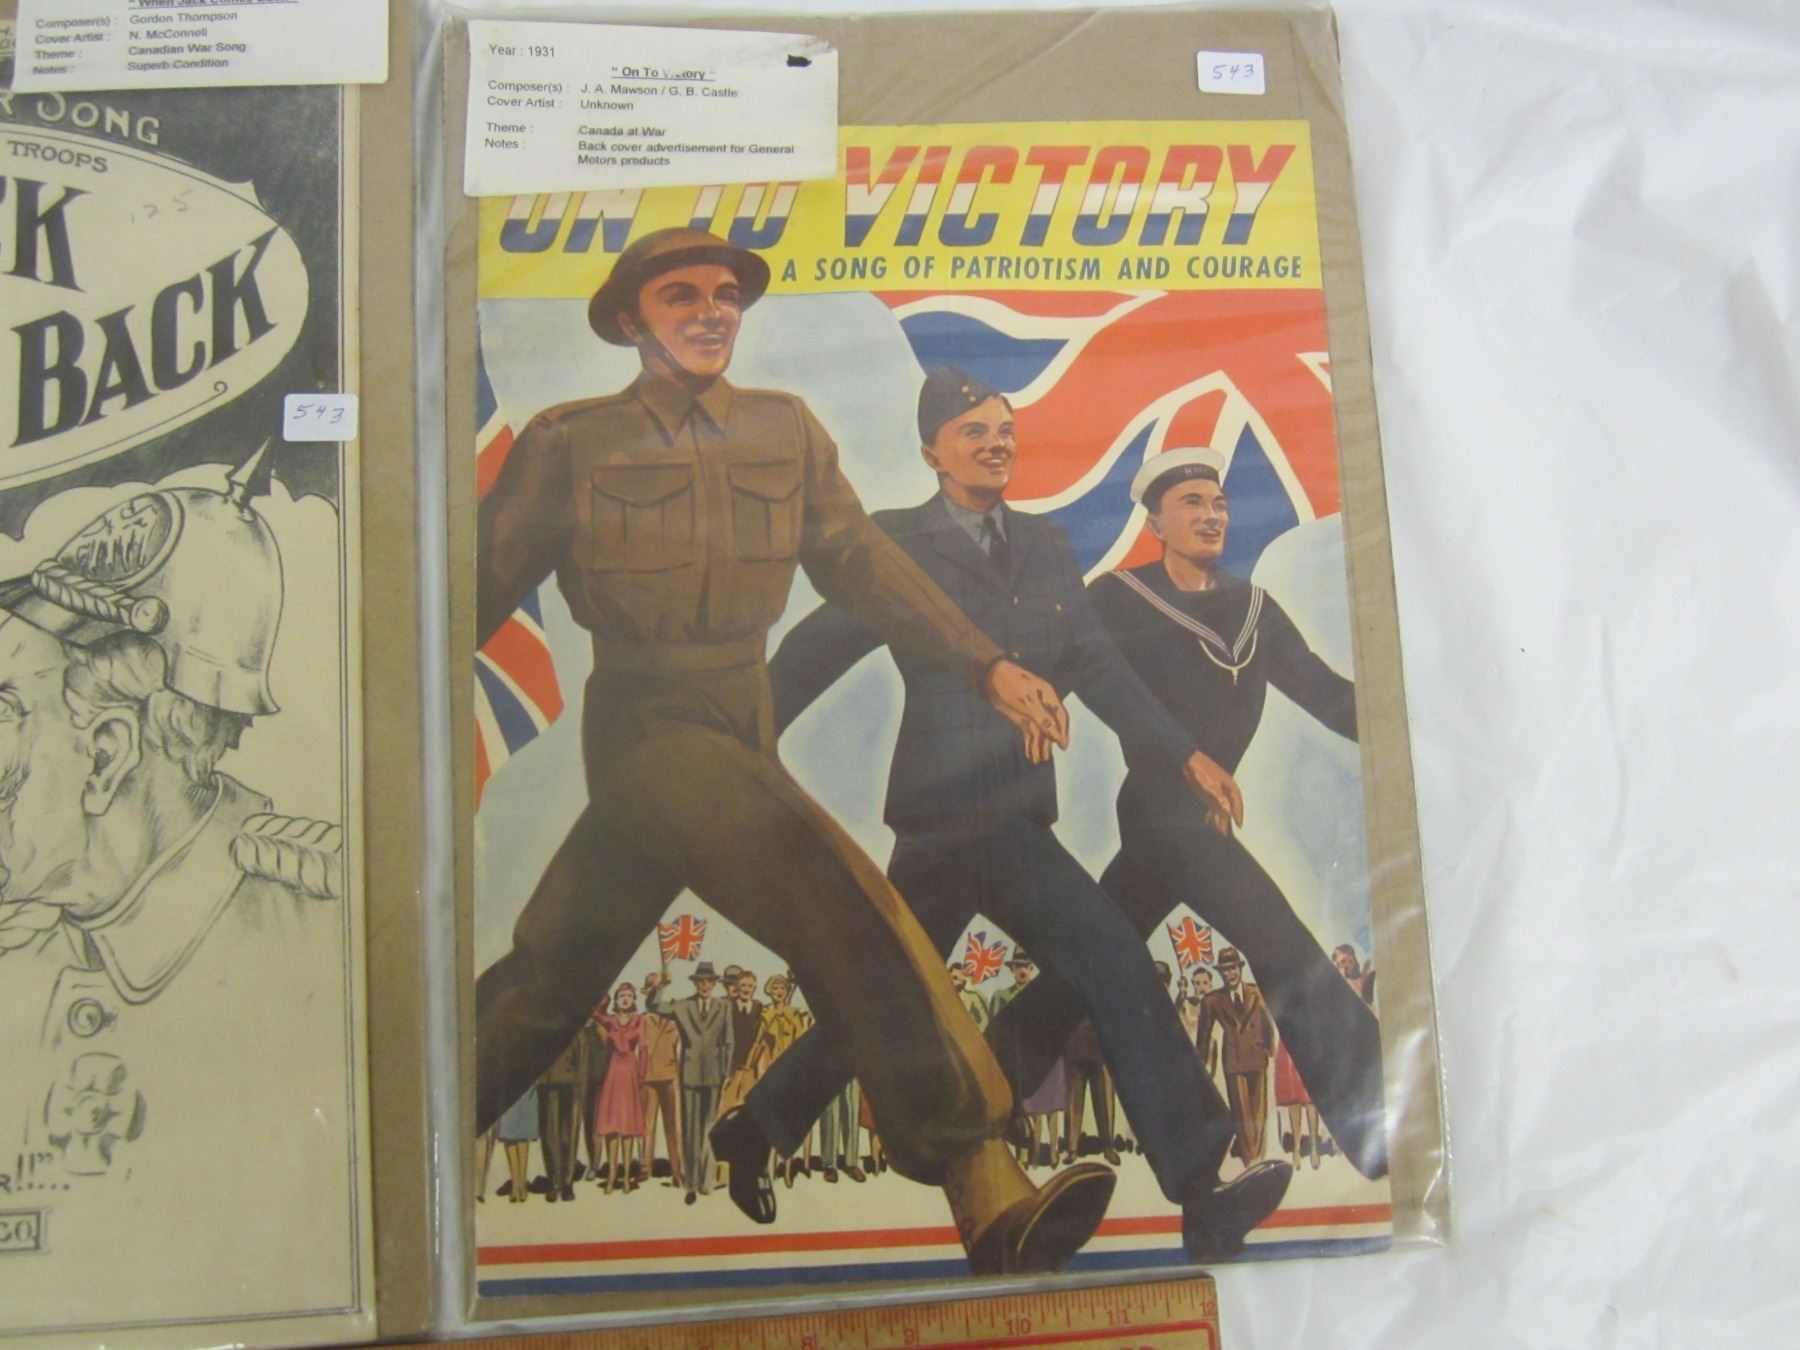 "When Jack Comes Back"
Composer(s) : Gordon Thompson
Cover Artist : N. McConnell
Theme : Canadian War Song
Notes : Superb Condition
SONG
TROOPS
BACK
125
543
Year : 1931
" On To Victory "
Composer(s) : J. A. Mawson / G. B. Castle
Cover Artist : Unknown
Theme : Canada at War
Notes : Back cover advertisement for General
Motors products
543
ON TO VICTORY
A SONG OF PATRIOTISM AND COURAGE
8 9 10 11 12